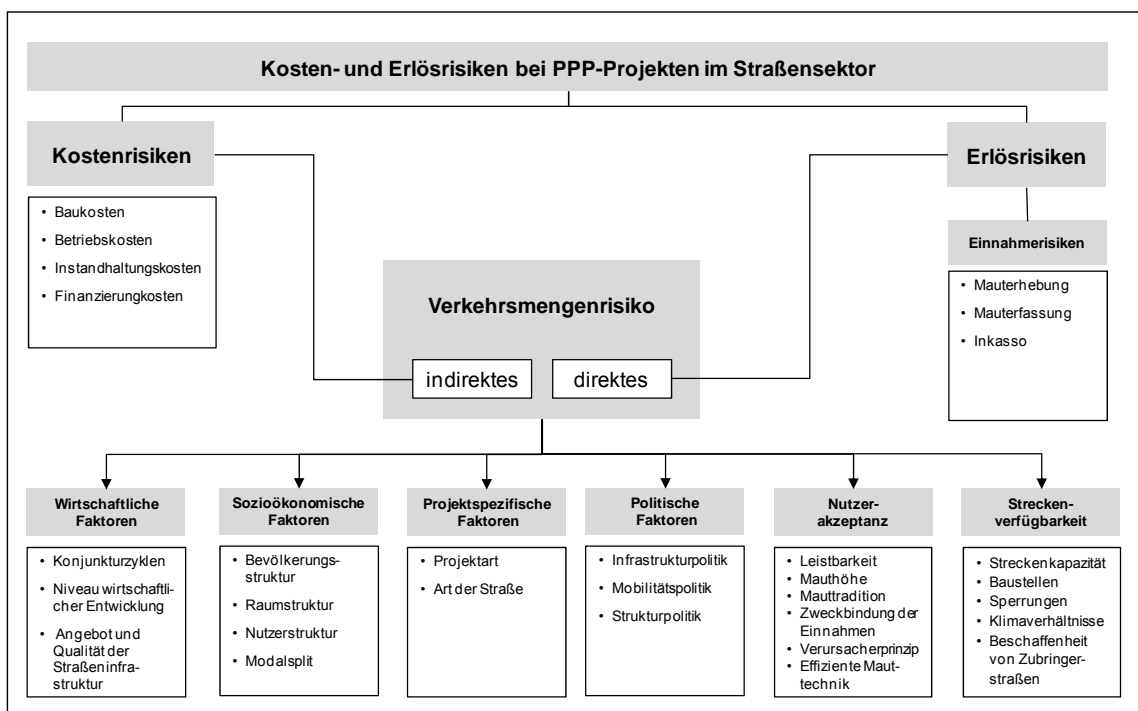 Kosten- und Erlösrisiken bei PPP-Projekten im Straßensektor
Kostenrisiken
• Baukosten
• Betriebskosten
• Instandhaltungskosten
• Finanzierungkosten
Erlösrisiken
Einnahmerisiken
• Mauterhebung
• Mauterfassung
• Inkasso
Verkehrsmengenrisiko
indirektes
direktes
Wirtschaftliche
Faktoren
• Konjunkturzyklen
• Niveau wirtschaftli-
cher Entwicklung
• Angebot und
Qualität der
Straßeninfra-
struktur
Sozioökonomische
Faktoren
• Bevölkerungs-
struktur
• Raumstruktur
• Nutzerstruktur
• Modalsplit
Projektspezifische
Faktoren
• Projektart
• Art der Straße
Politische
Faktoren
• Infrastrukturpolitik
• Mobilitätspolitik
• Strukturpolitik
Nutzer-
akzeptanz
• Leistbarkeit
• Mauthöhe
• Mauttradition
• Zweckbindung der
Einnahmen
• Verursacherprinzip
• Effiziente Maut-
technik
Strecken-
verfügbarkeit
• Streckenkapazität
• Baustellen
• Sperrungen
• Klimaverhältnisse
• Beschaffenheit
von Zubringer-
straßen